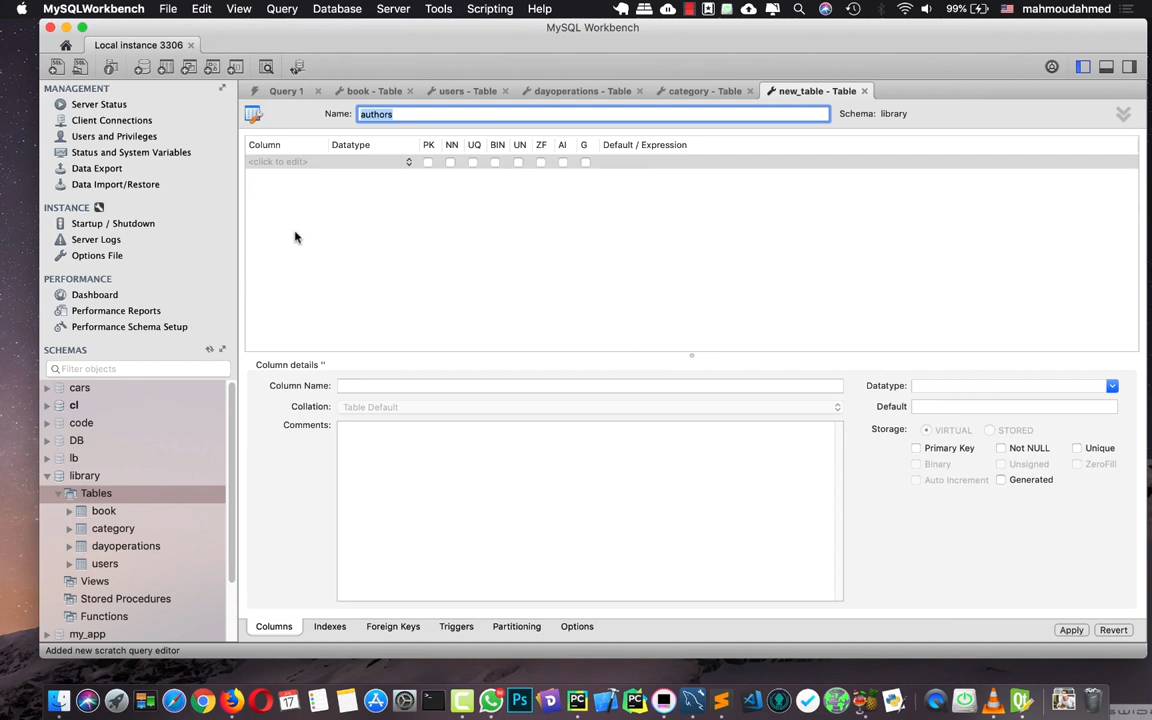 MySQLWorkbench File Edit View Query Database Server Tools Scripting Help 99% mahmoudahmed
MySQL Workbench
Local instance 3306
MANAGEMENT
Server Status
Client Connections
Users and Privileges
Status and System Variables
Data Export
Data Import/Restore
INSTANCE
Startup / Shutdown
Server Logs
Options File
PERFORMANCE
Dashboard
Performance Reports
Performance Schema Setup
SCHEMAS
Filter objects
cars
cl
code
DB
lb
library
Tables
book
category
dayoperations
users
Views
Stored Procedures
Functions
my_app
Added new scratch query editor
Query 1 book - Table users - Table dayoperations - Table category - Table new_table - Table
Name: authors Schema: library
Column Datatype PK NN UQ BIN UN ZF AI G Default / Expression
<click to edit>
Column details ''
Column Name: Datatype:
Collation: Table Default Default
Comments: Storage: VIRTUAL STORED
Primary Key Not NULL Unique
Binary Unsigned ZeroFill
Auto Increment Generated
Columns Indexes Foreign Keys Triggers Partitioning Options Apply Revert